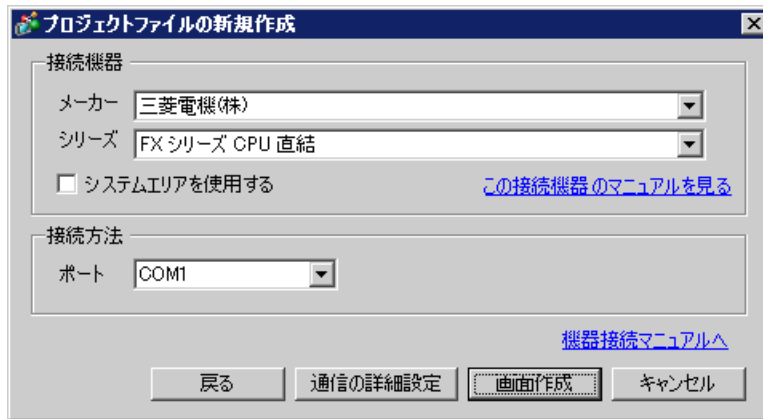 プロジェクトファイルの新規作成
接続機器
メーカー 三菱電機(株)
シリーズ FX シリーズ CPU 直結
システムエリアを使用する この接続機器のマニュアルを見る
接続方法
ポート COM1
機器接続マニュアルへ
戻る 通信の詳細設定 画面作成 キャンセル